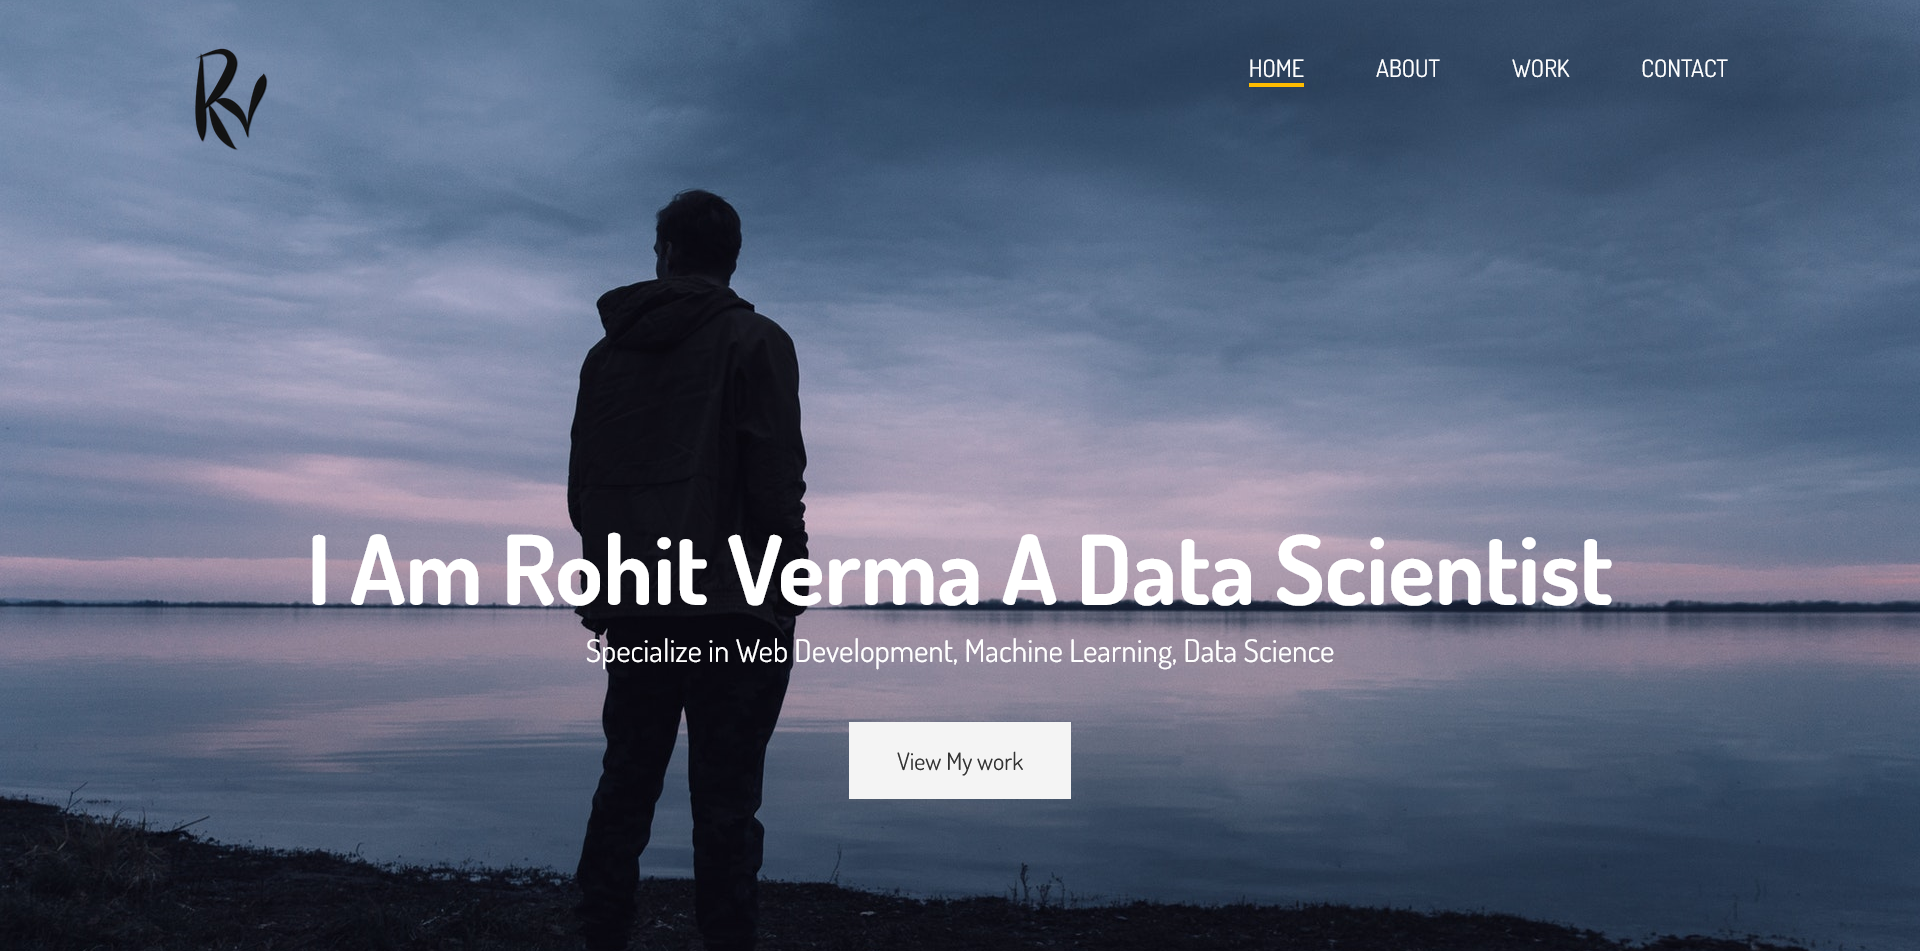 RV
HOME ABOUT WORK CONTACT
I Am Rohit Verma A Data Scientist
Specialize in Web Development, Machine Learning, Data Science
View My work